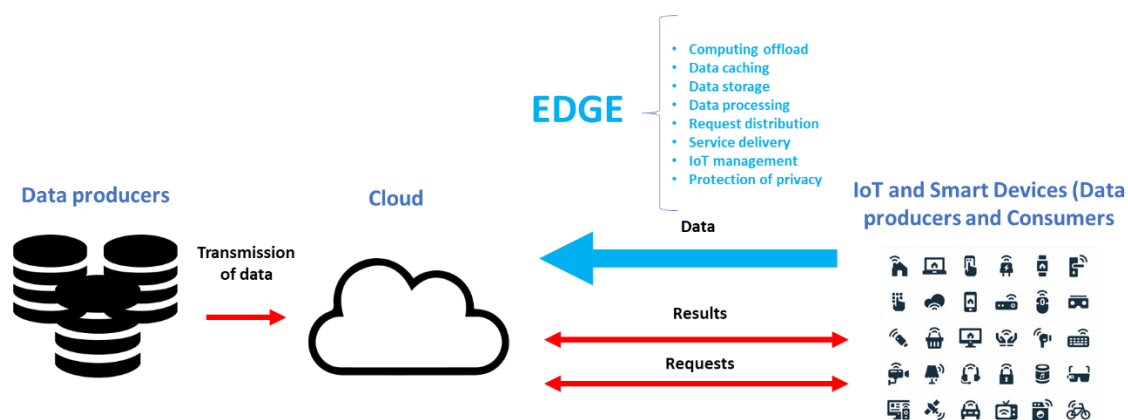 EDGE
• Computing offload
• Data caching
• Data storage
• Data processing
• Request distribution
• Service delivery
• IoT management
• Protection of privacy
Data producers
Cloud
IoT and Smart Devices (Data
producers and Consumers
Transmission
of data
Data
Results
Requests